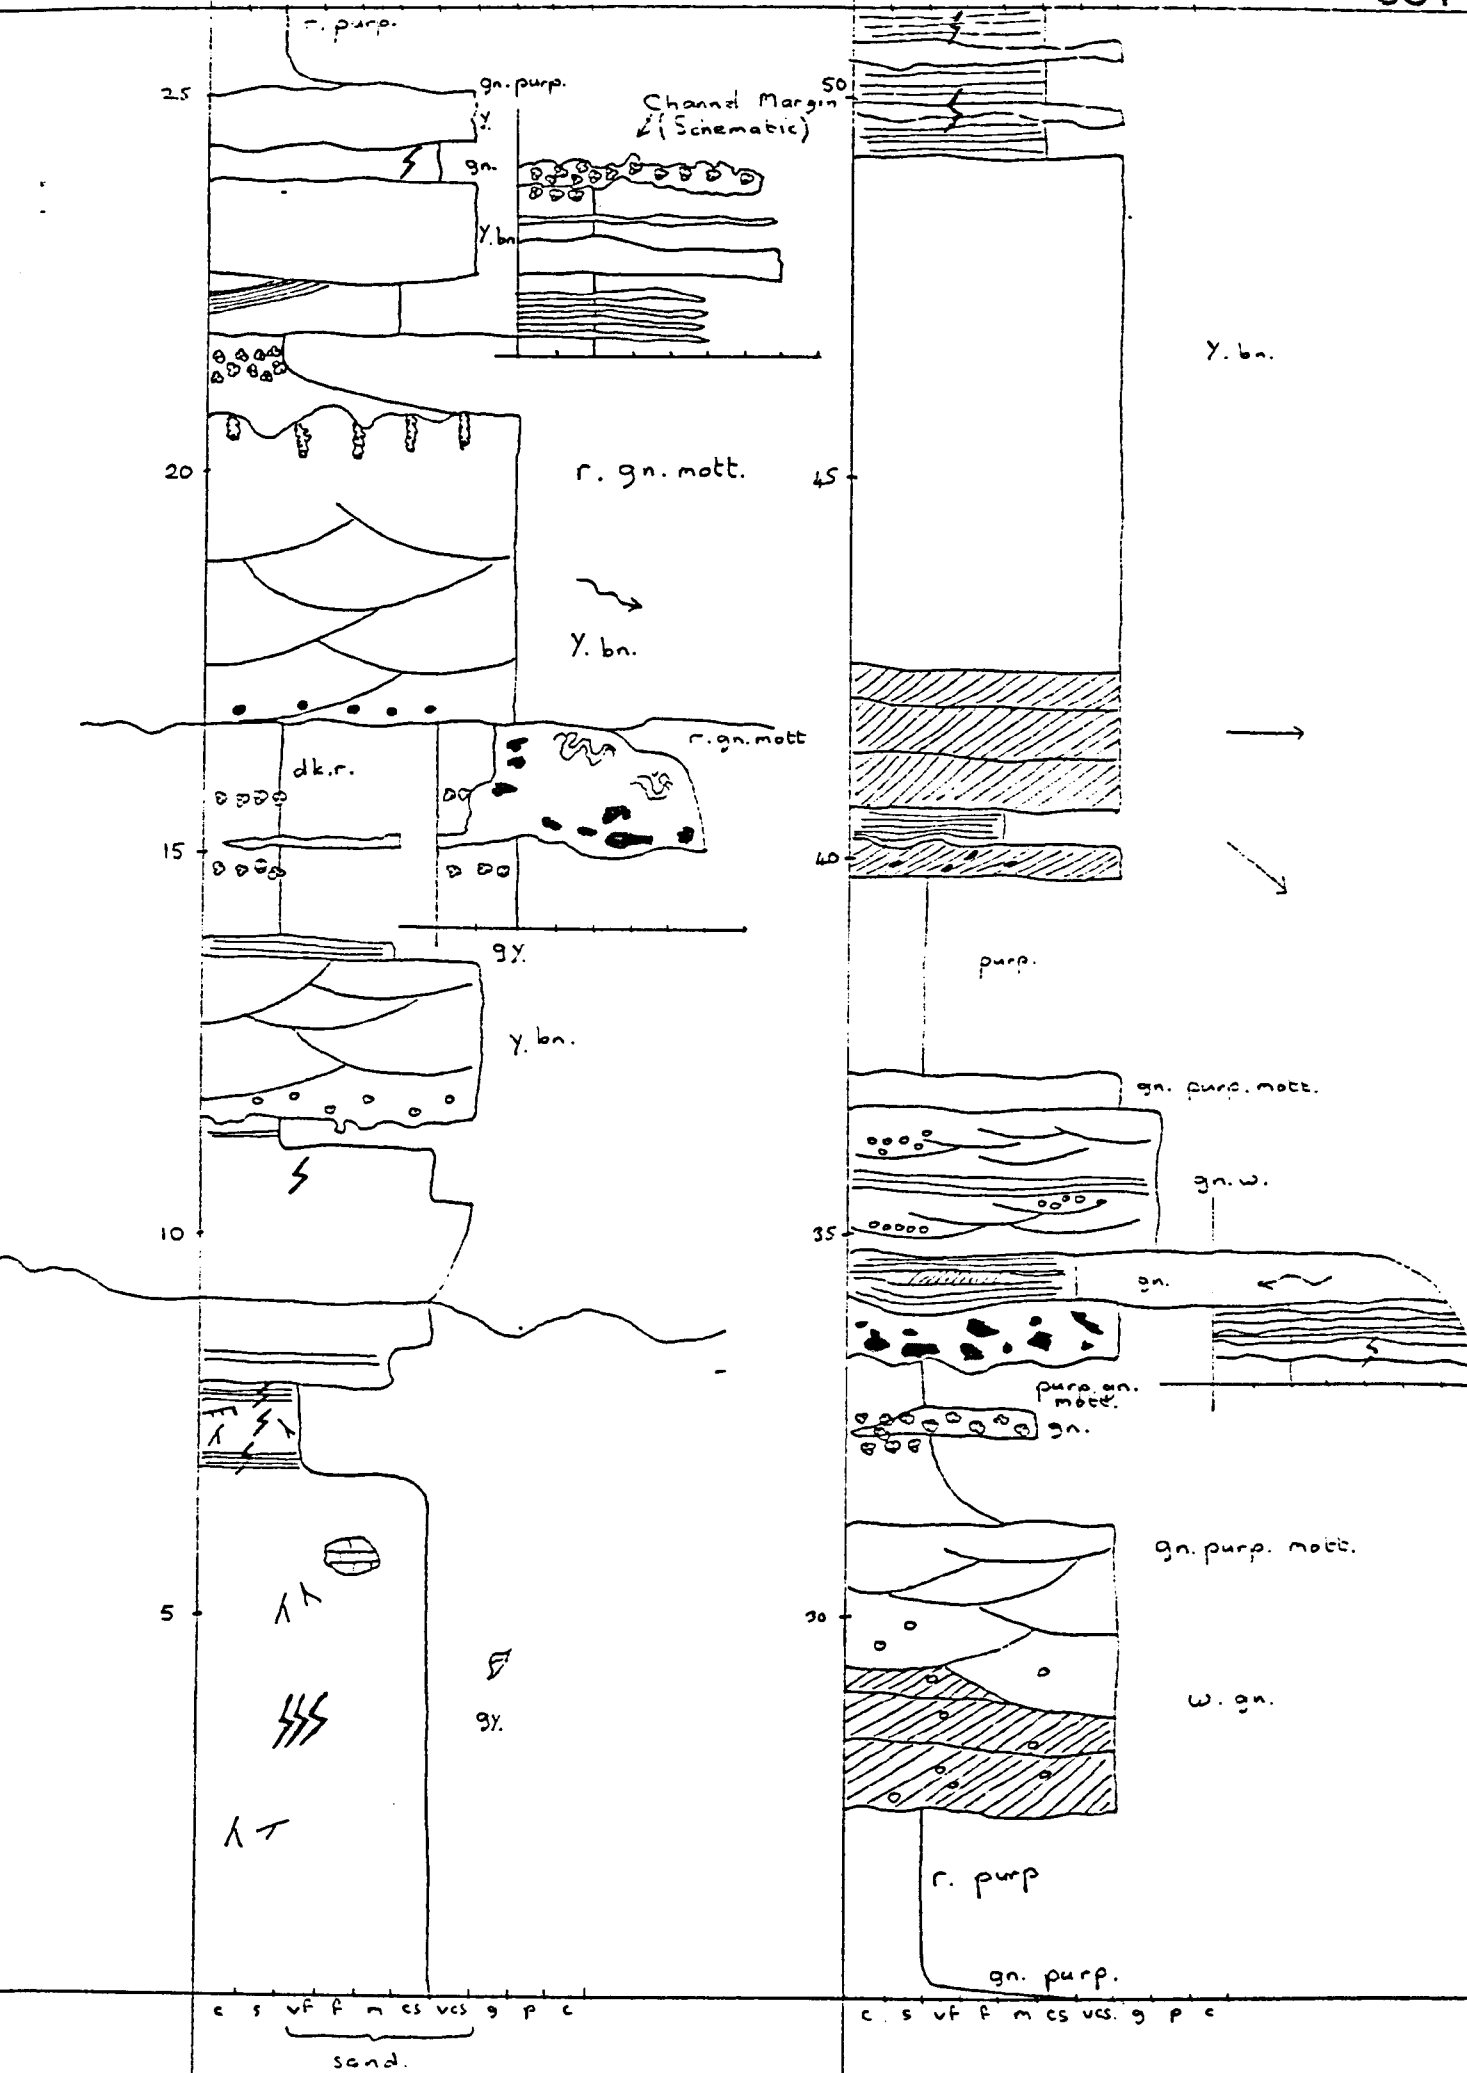 r. purp.
25
gn. purp.
y.
gn.
Y. bn
Channel Margin
(Schematic)
20
r. gn. mott.
Y. bn.
r. gn. mott
dk. r.
15
gy.
y. bn.
10
5
gy.
c s vf f m cs vcs g p c
sand.
50
Y. bn.
45
40
purp.
gn. purp. mott.
gn. w.
35
gn.
purp. gn.
mott.
gn.
gn. purp. mott.
30
w. gn.
r. purp
gn. purp.
c. s vf f m cs vcs. g p c